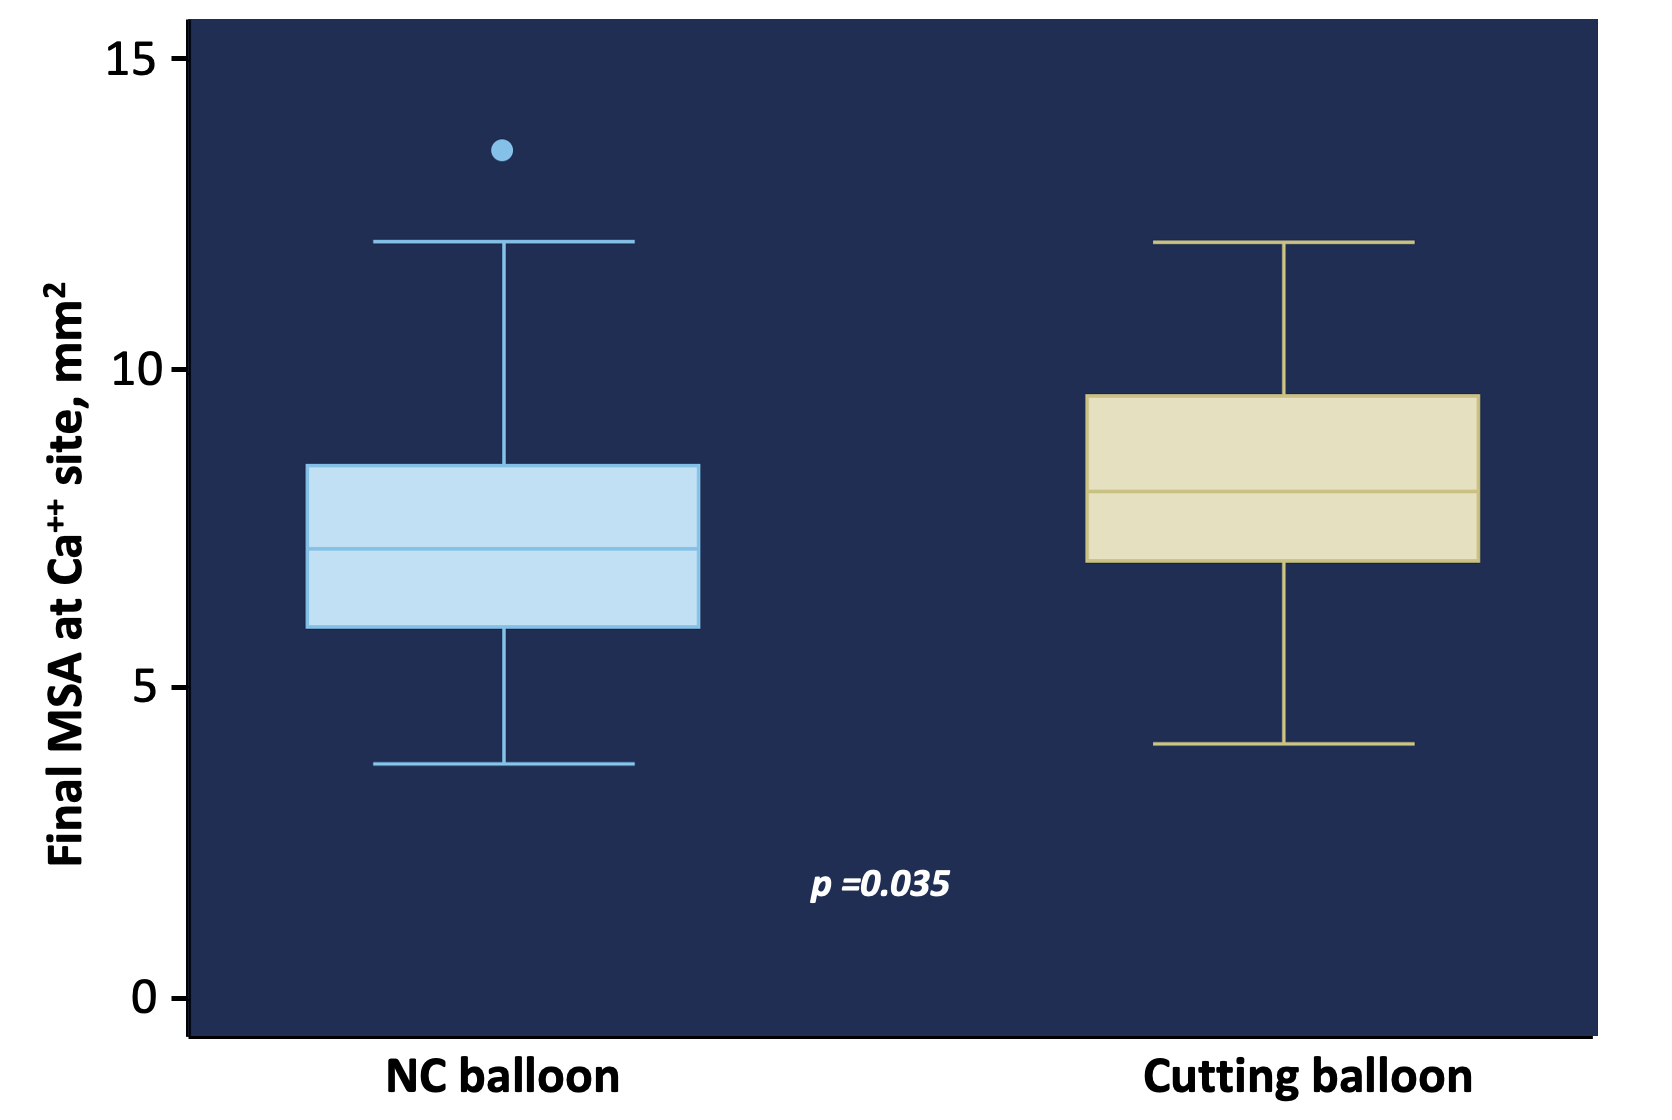 15
10
5
0
Final MSA at Ca⁺⁺ site, mm²
p =0.035
NC balloon
Cutting balloon